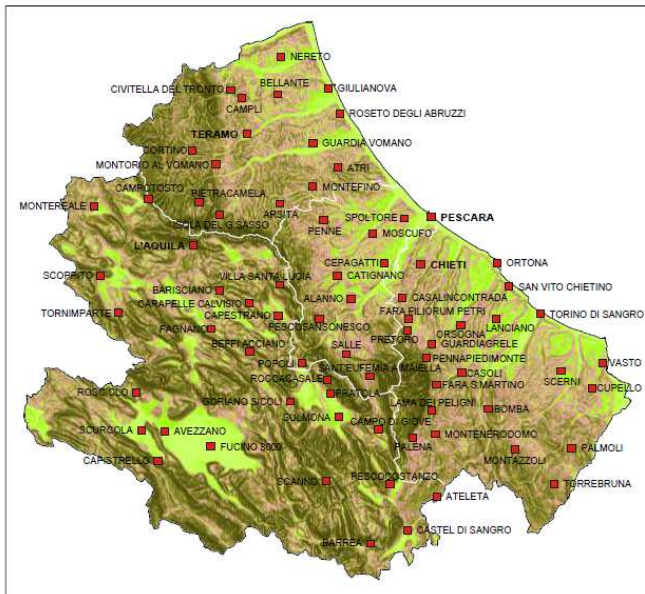 NERETO
CIVITELLA DEL TRONTO
BELLANTE
GIULIANOVA
CAMPLI
ROSETO DEGLI ABRUZZI
TERAMO
GUARDIA VOMANO
CORTINO
MONTORIO AL VOMANO
ATRI
CAMPOTOSTO
PIETRACAMELA
MONTEFINO
MONTEREALE
ARSITA
ISOLA DEL G.SASSO
PENNE
SPOLTORE
PESCARA
MOSCUFO
L'AQUILA
CEPAGATTI
CHIETI
ORTONA
SCOPPITO
VILLA SANTA LUCIA
CATIGNANO
SAN VITO CHIETINO
BARISCIANO
CARAPELLE CALVISIO
ALANNO
CASALINCONTRADA
TORNIMPARTE
CAPESTRANO
FARA FILIORUM PETRI
TORINO DI SANGRO
FAGNANO
PESCOSANSONESCO
PRETORO
ORSOGNA
LANCIANO
BEFFI ACCIANO
SALLE
GUARDIAGRELE
POPOLI
SANT'EUFEMIA A MAIELLA
PENNAPIEDIMONTE
VASTO
ROCCACASALE
CASOLI
SCERNI
ROSCIOLO
PRATOLA
FARA S.MARTINO
CUPELLO
GORIANO SICOLI
LAMA DEI PELIGNI
BOMBA
SULMONA
CAMPO DI GIOVE
SCURCOLA
AVEZZANO
PALENA
MONTENERODOMO
FUCINO 8000
MONTAZZOLI
PALMOLI
CAPISTRELLO
SCANNO
PESCOCOSTANZO
TORREBRUNA
ATELETA
CASTEL DI SANGRO
BARREA